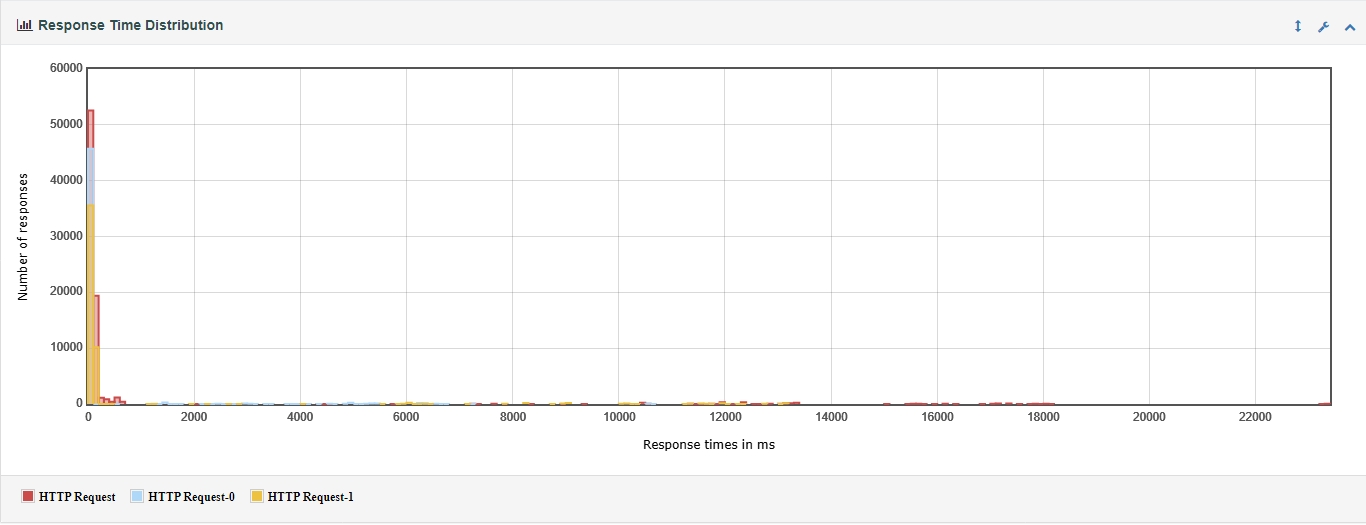 Response Time Distribution
60000
50000
40000
30000
20000
10000
0
Number of responses
0 2000 4000 6000 8000 10000 12000 14000 16000 18000 20000 22000
Response times in ms
HTTP Request HTTP Request-0 HTTP Request-1